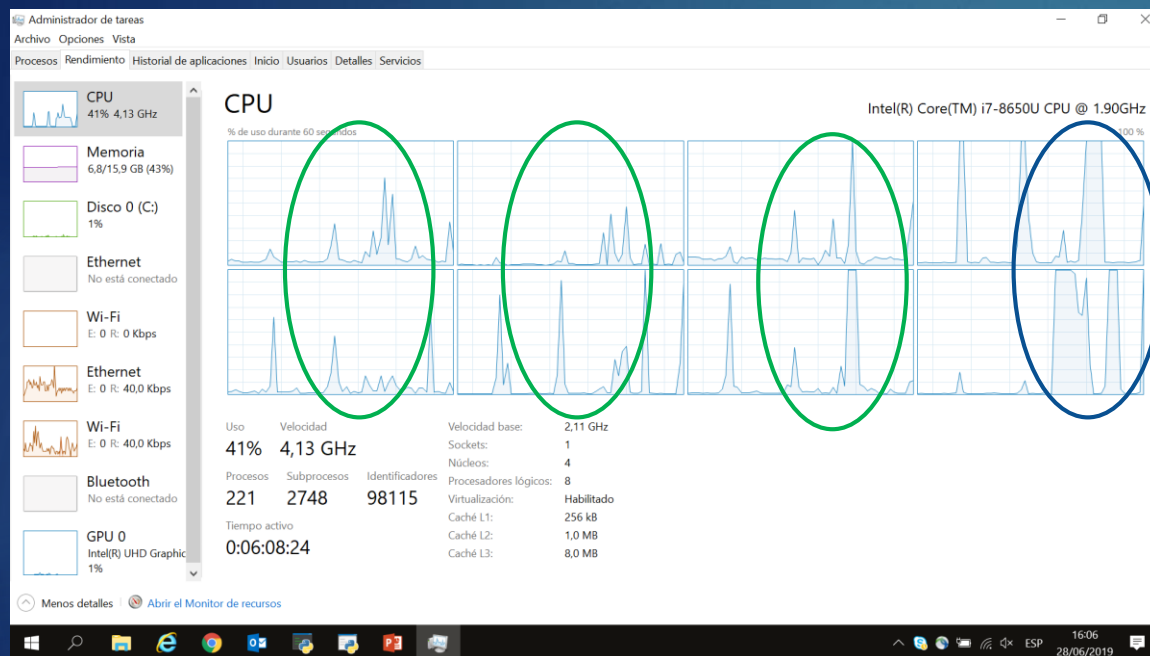 Administrador de tareas
Archivo Opciones Vista
Procesos Rendimiento Historial de aplicaciones Inicio Usuarios Detalles Servicios
CPU
41% 4,13 GHz
Memoria
6,8/15,9 GB (43%)
Disco 0 (C:)
1%
Ethernet
No está conectado
Wi-Fi
E: 0 R: 0 Kbps
Ethernet
E: 0 R: 40,0 Kbps
Wi-Fi
E: 0 R: 40,0 Kbps
Bluetooth
No está conectado
GPU 0
Intel(R) UHD Graphic
1%
CPU
Intel(R) Core(TM) i7-8650U CPU @ 1.90GHz
% de uso durante 60 segundos
100 %
Uso Velocidad
41% 4,13 GHz
Procesos Subprocesos Identificadores
221 2748 98115
Tiempo activo
0:06:08:24
Velocidad base: 2,11 GHz
Sockets: 1
Núcleos: 4
Procesadores lógicos: 8
Virtualización: Habilitado
Caché L1: 256 kB
Caché L2: 1,0 MB
Caché L3: 8,0 MB
Menos detalles Abrir el Monitor de recursos
ESP
16:06
28/06/2019